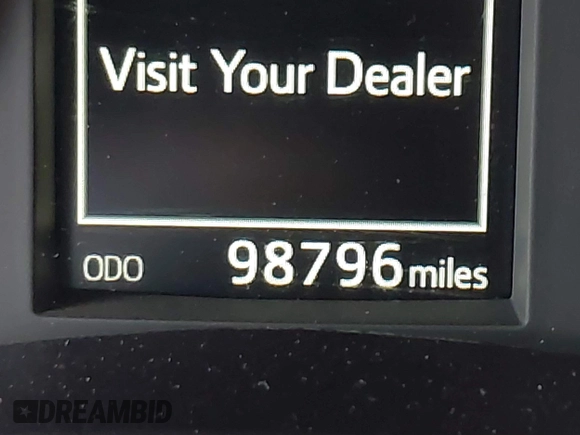 Visit Your Dealer
ODO 98796 miles
DREAMBID